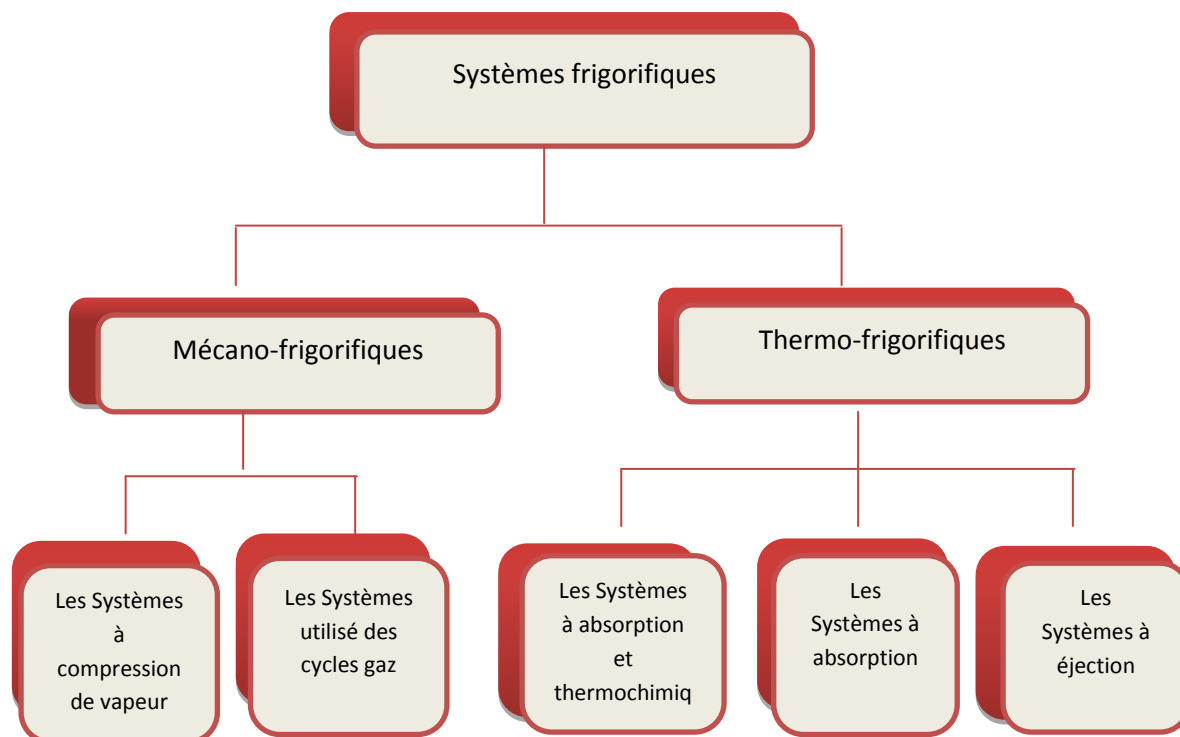 Systèmes frigorifiques
Mécano-frigorifiques
Thermo-frigorifiques
Les Systèmes
à
compression
de vapeur
Les Systèmes
utilisé des
cycles gaz
Les Systèmes
à absorption
et
thermochimiq
Les
Systèmes à
absorption
Les
Systèmes à
éjection